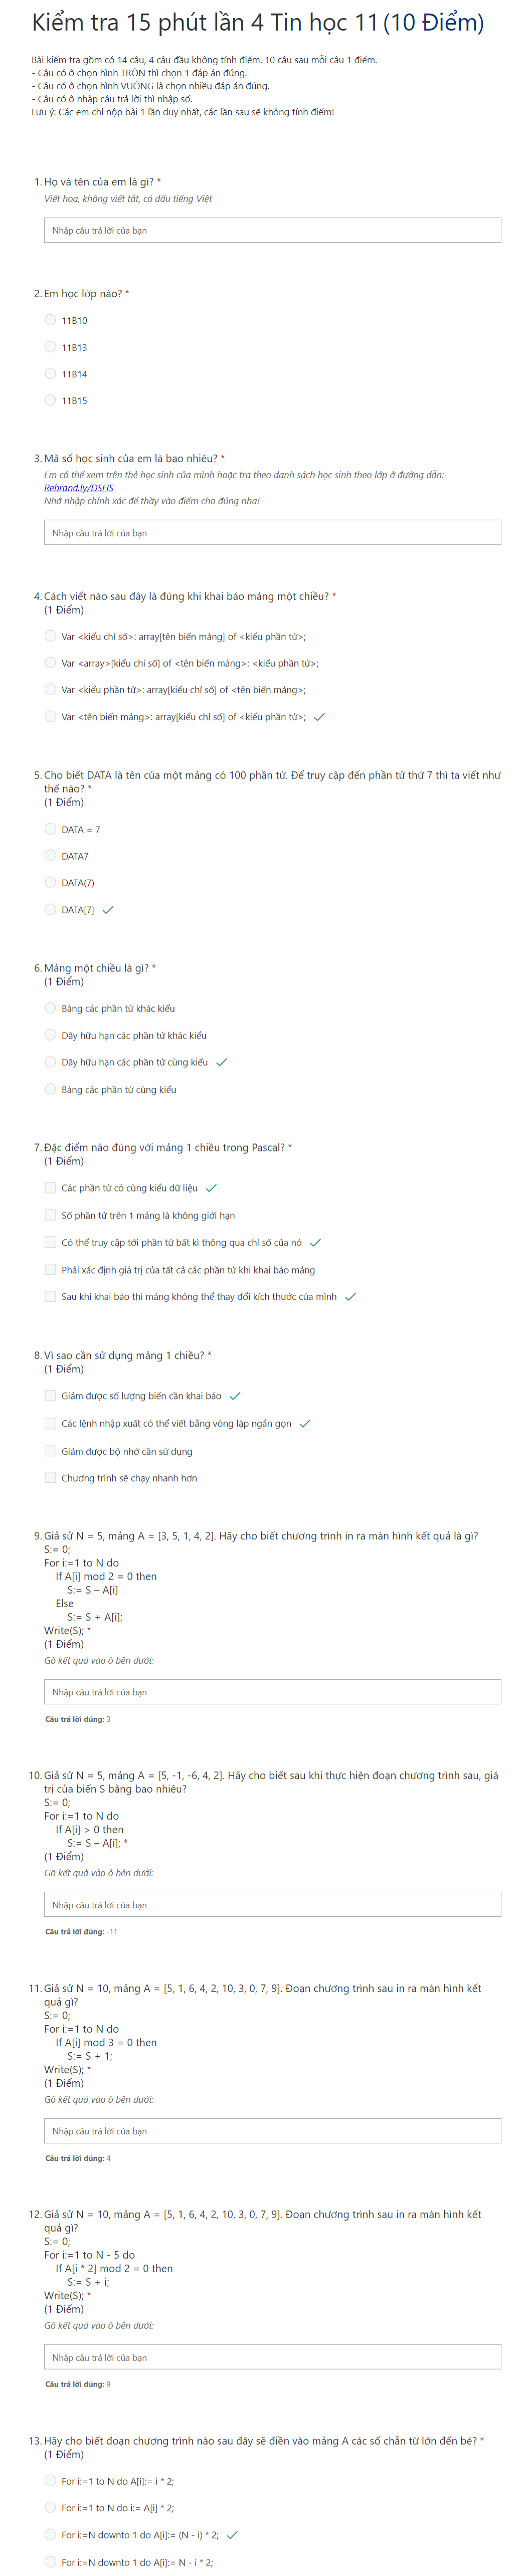 Kiểm tra 15 phút lần 4 Tin học 11 (10 Điểm)
Bài kiểm tra gồm có 14 câu, 4 câu đầu không tính điểm. 10 câu sau mỗi câu 1 điểm.
- Câu có ô chọn hình TRÒN thì chọn 1 đáp án đúng.
- Câu có ô chọn hình VUÔNG là chọn nhiều đáp án đúng.
- Câu có ô nhập câu trả lời thì nhập số.
Lưu ý: Các em chỉ nộp bài 1 lần duy nhất, các lần sau sẽ không tính điểm!
1. Họ và tên của em là gì? *
Viết hoa, không viết tắt, có dấu tiếng Việt
Nhập câu trả lời của bạn
2. Em học lớp nào? *
11B10
11B13
11B14
11B15
3. Mã số học sinh của em là bao nhiêu? *
Em có thể xem trên thẻ học sinh của mình hoặc tra theo danh sách học sinh theo lớp ở đường dẫn:
Rebrand.ly/DSHS
Nhớ nhập chính xác để thầy vào điểm cho đúng nha!
Nhập câu trả lời của bạn
4. Cách viết nào sau đây là đúng khi khai báo mảng một chiều? *
(1 Điểm)
Var <kiểu chỉ số>: array[tên biến mảng] of <kiểu phần tử>;
Var <array>[kiểu chỉ số] of <tên biến mảng>: <kiểu phần tử>;
Var <kiểu phần tử>: array[kiểu chỉ số] of <tên biến mảng>;
Var <tên biến mảng>: array[kiểu chỉ số] of <kiểu phần tử>;
5. Cho biết DATA là tên của một mảng có 100 phần tử. Để truy cập đến phần tử thứ 7 thì ta viết như
thế nào? *
(1 Điểm)
DATA = 7
DATA7
DATA(7)
DATA[7]
6. Mảng một chiều là gì? *
(1 Điểm)
Bảng các phần tử khác kiểu
Dãy hữu hạn các phần tử khác kiểu
Dãy hữu hạn các phần tử cùng kiểu
Bảng các phần tử cùng kiểu
7. Đặc điểm nào đúng với mảng 1 chiều trong Pascal? *
(1 Điểm)
Các phần tử có cùng kiểu dữ liệu
Số phần tử trên 1 mảng là không giới hạn
Có thể truy cập tới phần tử bất kì thông qua chỉ số của nó
Phải xác định giá trị của tất cả các phần tử khi khai báo mảng
Sau khi khai báo thì mảng không thể thay đổi kích thước của mình
8. Vì sao cần sử dụng mảng 1 chiều? *
(1 Điểm)
Giảm được số lượng biến cần khai báo
Các lệnh nhập xuất có thể viết bằng vòng lặp ngắn gọn
Giảm được bộ nhớ cần sử dụng
Chương trình sẽ chạy nhanh hơn
9. Giả sử N = 5, mảng A = [3, 5, 1, 4, 2]. Hãy cho biết chương trình in ra màn hình kết quả là gì?
S:= 0;
For i:=1 to N do
If A[i] mod 2 = 0 then
S:= S – A[i]
Else
S:= S + A[i];
Write(S); *
(1 Điểm)
Gõ kết quả vào ô bên dưới:
Nhập câu trả lời của bạn
Câu trả lời đúng: 3
10. Giả sử N = 5, mảng A = [5, -1, -6, 4, 2]. Hãy cho biết sau khi thực hiện đoạn chương trình sau, giá
trị của biến S bằng bao nhiêu?
S:= 0;
For i:=1 to N do
If A[i] > 0 then
S:= S – A[i]; *
(1 Điểm)
Gõ kết quả vào ô bên dưới:
Nhập câu trả lời của bạn
Câu trả lời đúng: -11
11. Giả sử N = 10, mảng A = [5, 1, 6, 4, 2, 10, 3, 0, 7, 9]. Đoạn chương trình sau in ra màn hình kết
quả gì?
S:= 0;
For i:=1 to N do
If A[i] mod 3 = 0 then
S:= S + 1;
Write(S); *
(1 Điểm)
Gõ kết quả vào ô bên dưới:
Nhập câu trả lời của bạn
Câu trả lời đúng: 4
12. Giả sử N = 10, mảng A = [5, 1, 6, 4, 2, 10, 3, 0, 7, 9]. Đoạn chương trình sau in ra màn hình kết
quả gì?
S:= 0;
For i:=1 to N - 5 do
If A[i * 2] mod 2 = 0 then
S:= S + i;
Write(S); *
(1 Điểm)
Gõ kết quả vào ô bên dưới:
Nhập câu trả lời của bạn
Câu trả lời đúng: 9
13. Hãy cho biết đoạn chương trình nào sau đây sẽ điền vào mảng A các số chẵn từ lớn đến bé? *
(1 Điểm)
For i:=1 to N do A[i]:= i * 2;
For i:=1 to N do i:= A[i] * 2;
For i:=N downto 1 do A[i]:= (N - i) * 2;
For i:=N downto 1 do A[i]:= N - i * 2;